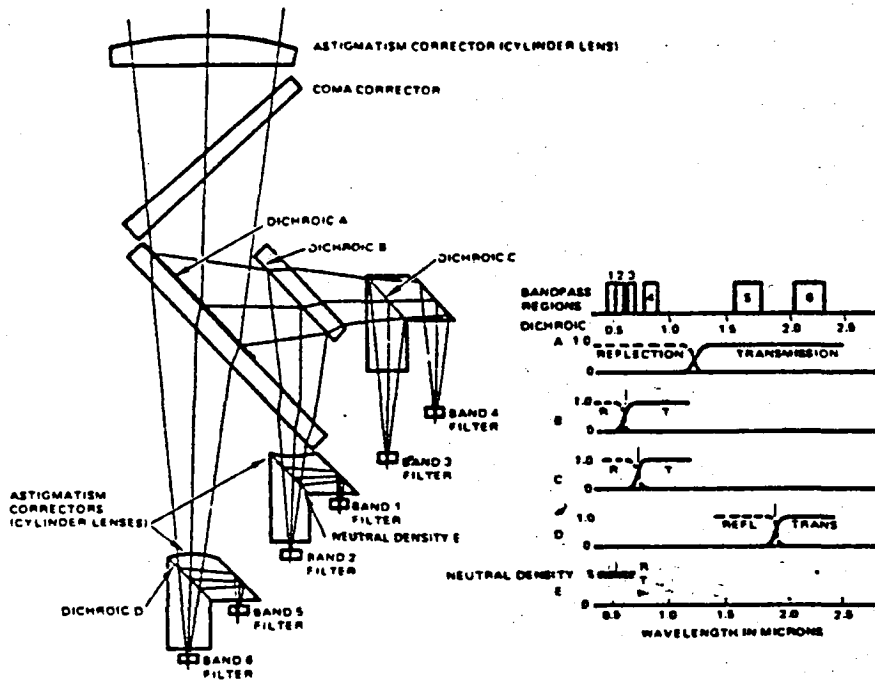 ASTIGMATISM CORRECTOR (CYLINDER LENS)
COMA CORRECTOR
DICHROIC A
DICHROIC B
DICHROIC C
BAND 4
FILTER
BAND 3
FILTER
BAND 1
FILTER
NEUTRAL DENSITY E
BAND 2
FILTER
ASTIGMATISM
CORRECTORS
(CYLINDER LENSES)
DICHROIC D
BAND 5
FILTER
BAND 6
FILTER
BANDPASS
REGIONS
1 2 3
4
5
6
DICHROIC
0.5 1.0 1.5 2.0 2.5
A 1.0
REFLECTION TRANSMISSION
0
B 1.0
R T
0
C 1.0
R T
0
D 1.0
REFL TRANS
0
NEUTRAL DENSITY
E
R
T
0
0.5 1.0 1.5 2.0 2.5
WAVELENGTH IN MICRONS